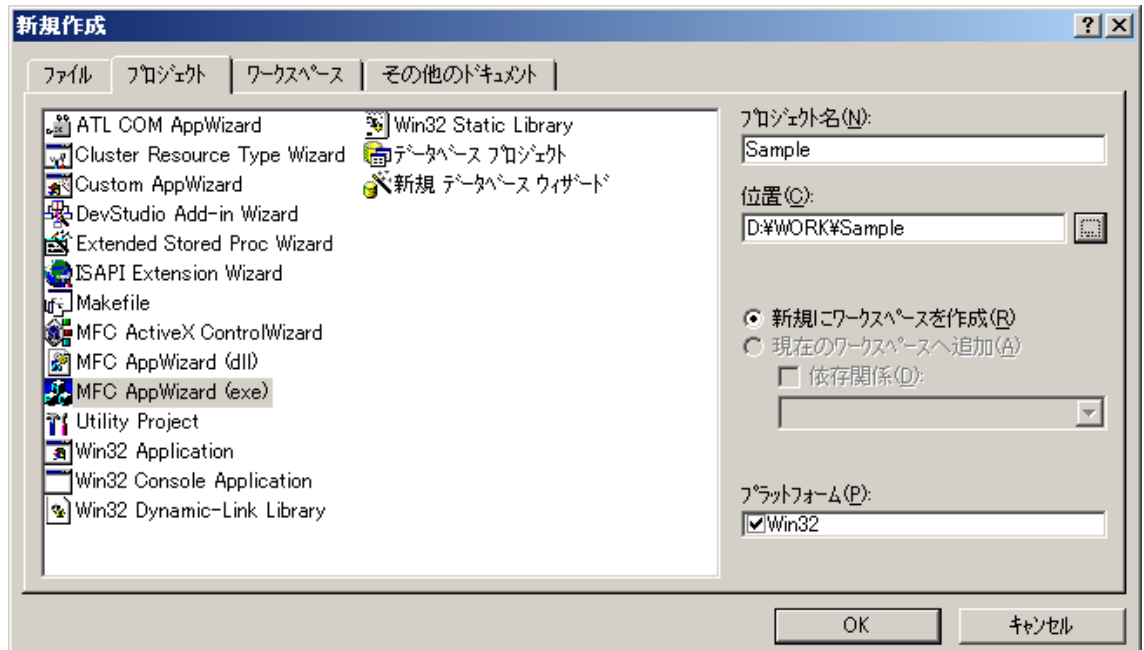 新規作成
ﾌｧｲﾙ ﾌﾟﾛｼﾞｪｸﾄ ﾜｰｸｽﾍﾟｰｽ その他のﾄﾞｷｭﾒﾝﾄ
ATL COM AppWizard
Cluster Resource Type Wizard
Custom AppWizard
DevStudio Add-in Wizard
Extended Stored Proc Wizard
ISAPI Extension Wizard
Makefile
MFC ActiveX ControlWizard
MFC AppWizard (dll)
MFC AppWizard (exe)
Utility Project
Win32 Application
Win32 Console Application
Win32 Dynamic-Link Library
Win32 Static Library
ﾃﾞｰﾀﾍﾞｰｽ ﾌﾟﾛｼﾞｪｸﾄ
新規 ﾃﾞｰﾀﾍﾞｰｽ ｳｨｻﾞｰﾄﾞ
ﾌﾟﾛｼﾞｪｸﾄ名(N):
Sample
位置(C):
D:¥WORK¥Sample
新規にﾜｰｸｽﾍﾟｰｽを作成(R)
現在のﾜｰｸｽﾍﾟｰｽへ追加(A)
依存関係(D):
ﾌﾟﾗｯﾄﾌｫｰﾑ(P):
Win32
OK ｷｬﾝｾﾙ